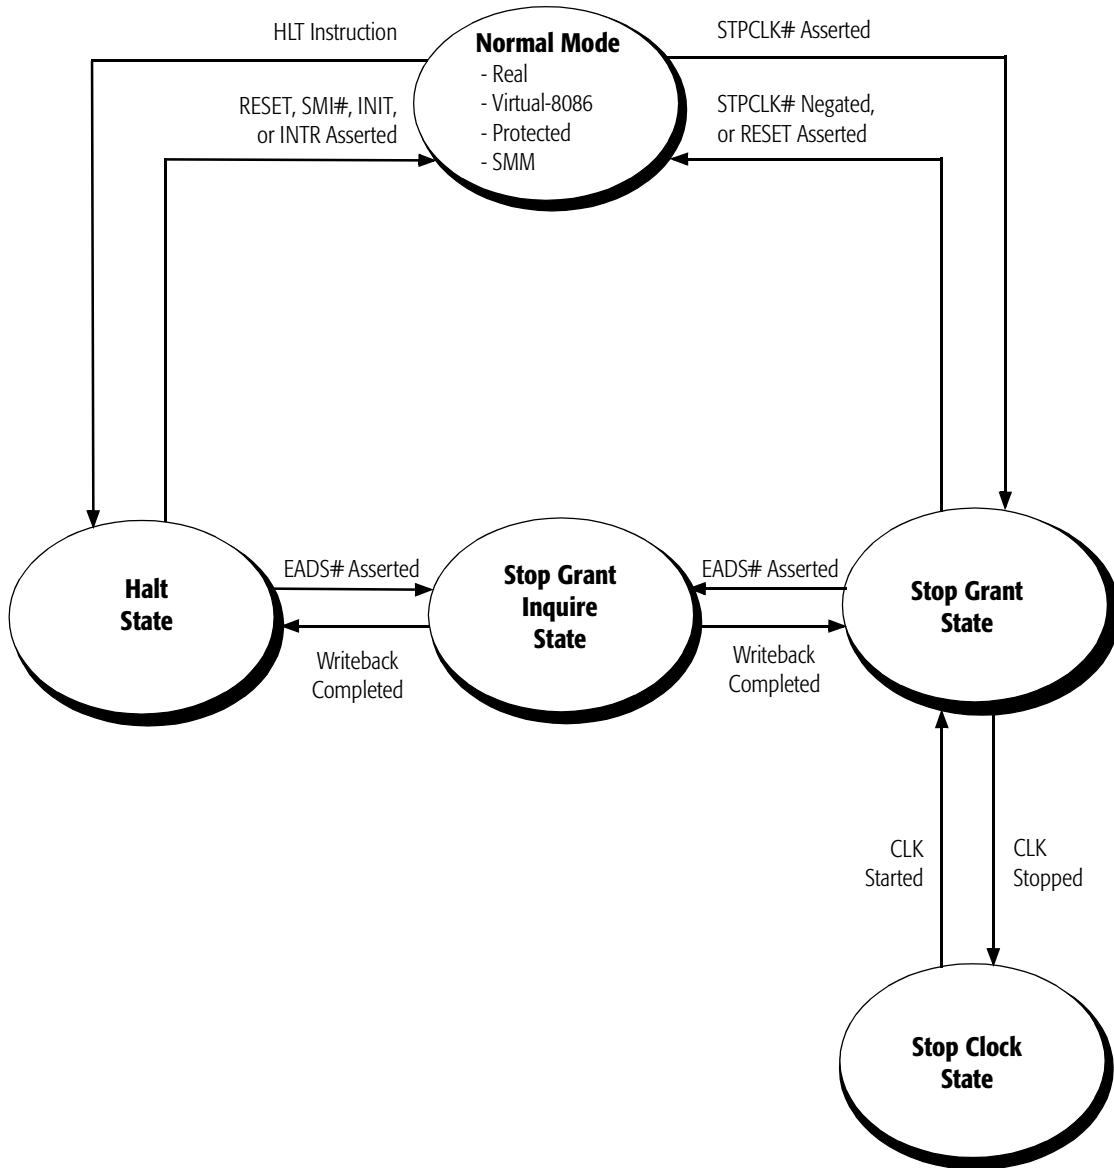 HLT Instruction
Normal Mode
- Real
- Virtual-8086
- Protected
- SMM
STPCLK# Asserted
RESET, SMI#, INIT,
or INTR Asserted
STPCLK# Negated,
or RESET Asserted
Halt
State
EADS# Asserted
Writeback
Completed
Stop Grant
Inquire
State
EADS# Asserted
Writeback
Completed
Stop Grant
State
CLK
Started
CLK
Stopped
Stop Clock
State